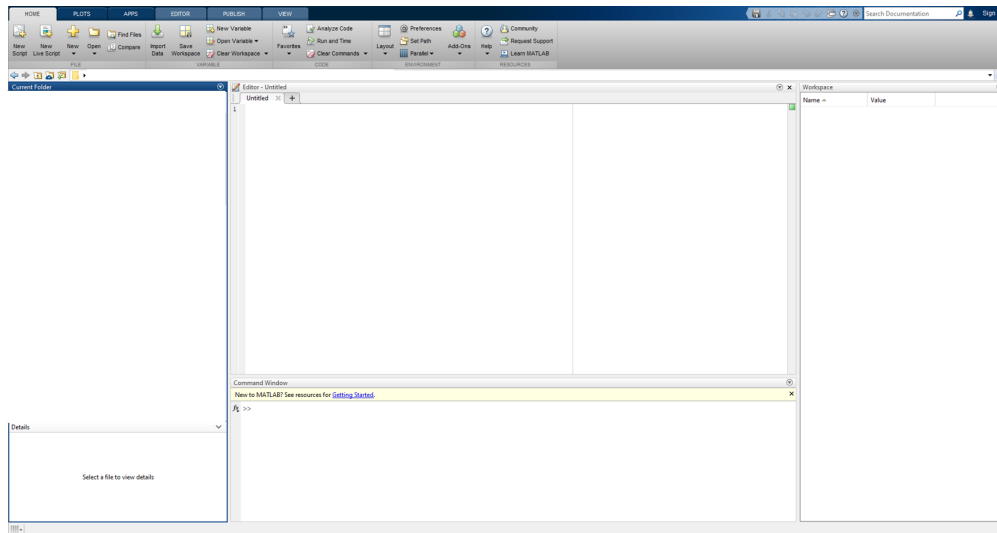 HOME PLOTS APPS EDITOR PUBLISH VIEW
Search Documentation Sign
New Script
New Live Script
New
Open
Find Files
Compare
Import Data
Save Workspace
New Variable
Open Variable
Clear Workspace
Favorites
Analyze Code
Run and Time
Clear Commands
Layout
Preferences
Set Path
Parallel
Add-Ons
Help
Community
Request Support
Learn MATLAB
FILE VARIABLE CODE ENVIRONMENT RESOURCES
Current Folder
Details
Select a file to view details
Editor - Untitled
Untitled
1
Command Window
New to MATLAB? See resources for Getting Started.
fx >>
Workspace
Name Value